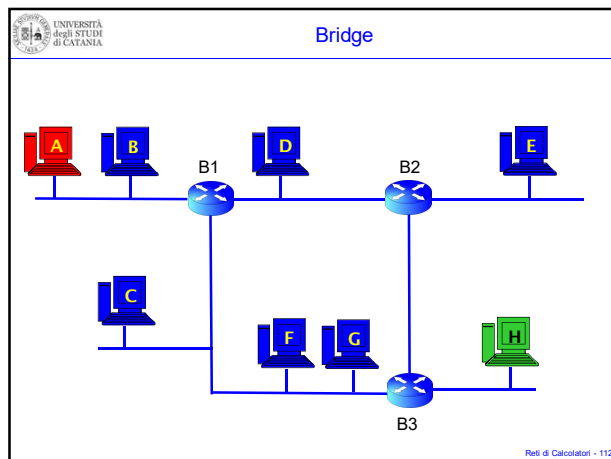 UNIVERSITÀ
degli STUDI
di CATANIA
Bridge
A
B
D
E
B1
B2
C
F
G
H
B3
Reti di Calcolatori - 112